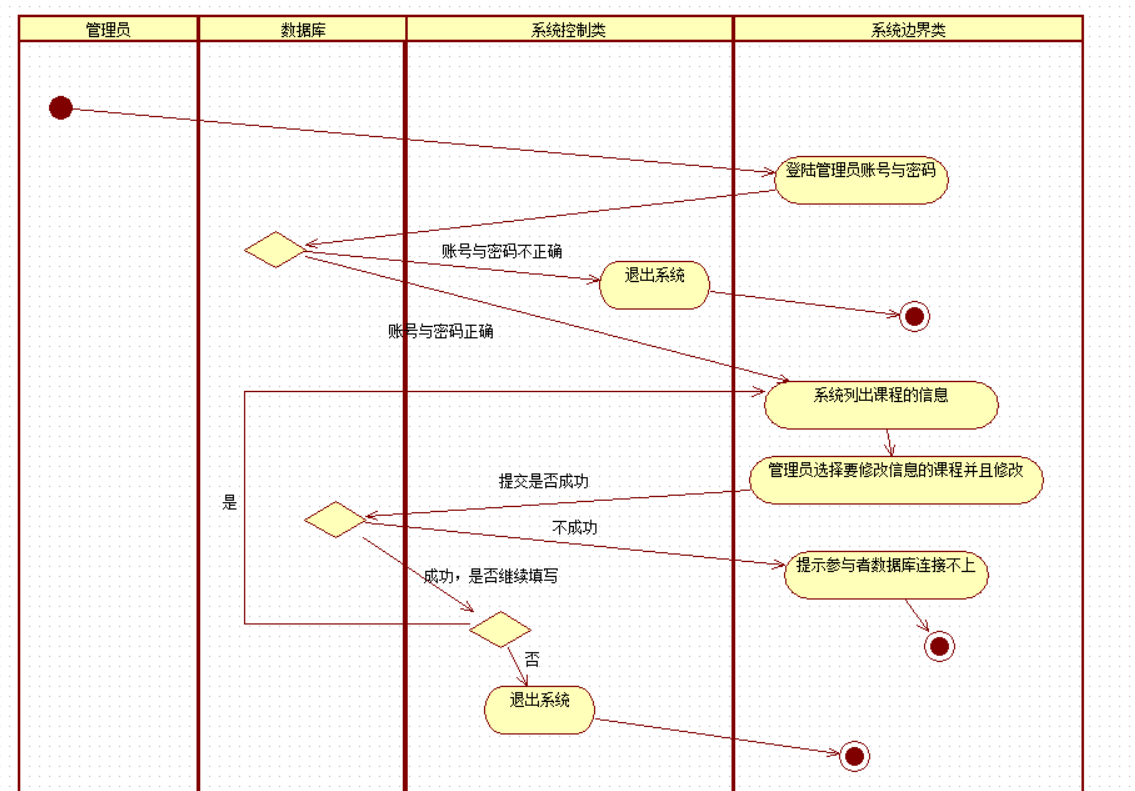 管理员
数据库
系统控制类
系统边界类
登陆管理员账号与密码
账号与密码不正确
退出系统
账号与密码正确
系统列出课程的信息
管理员选择要修改信息的课程并且修改
提交是否成功
是
不成功
提示参与者数据库连接不上
成功，是否继续填写
否
退出系统